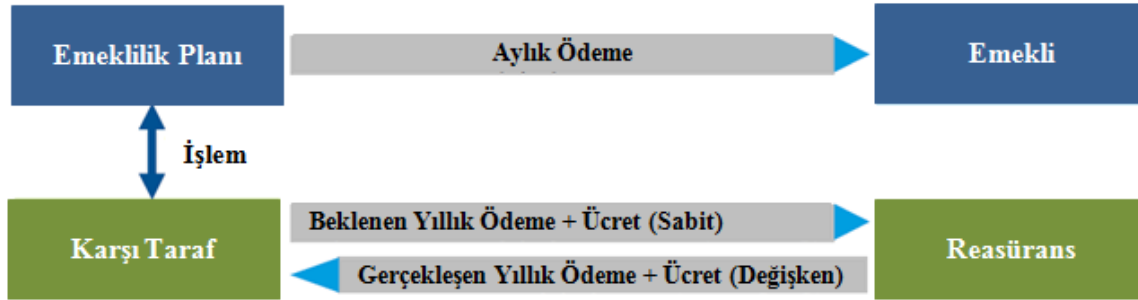 Emeklilik Planı
Aylık Ödeme
Emekli
İşlem
Karşı Taraf
Beklenen Yıllık Ödeme + Ücret (Sabit)
Gerçekleşen Yıllık Ödeme + Ücret (Değişken)
Reasürans